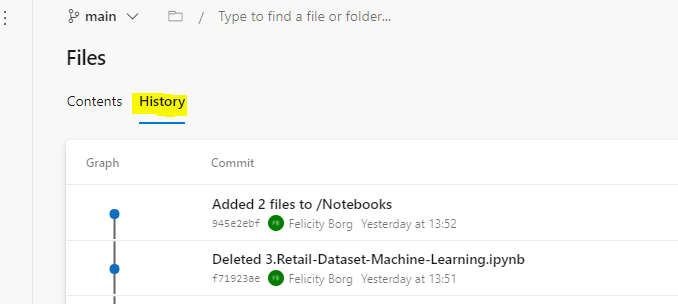 main / Type to find a file or folder...
Files
Contents History
Graph Commit
Added 2 files to /Notebooks
945e2ebf FB Felicity Borg Yesterday at 13:52
Deleted 3.Retail-Dataset-Machine-Learning.ipynb
f71923ae FB Felicity Borg Yesterday at 13:51